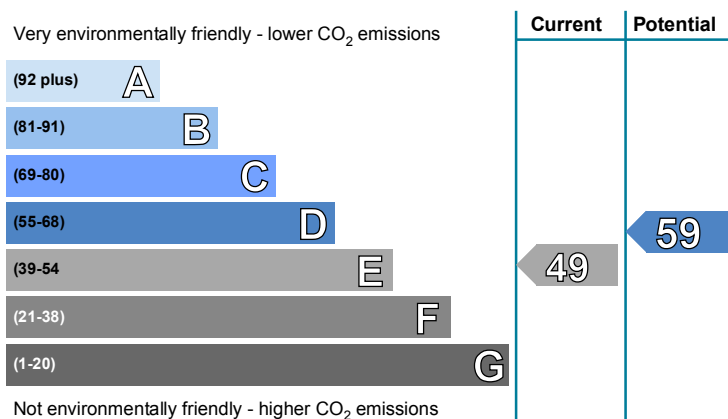 Very environmentally friendly - lower CO₂ emissions
Current
Potential
(92 plus) A
(81-91) B
(69-80) C
(55-68) D
59
(39-54 E
49
(21-38) F
(1-20) G
Not environmentally friendly - higher CO₂ emissions